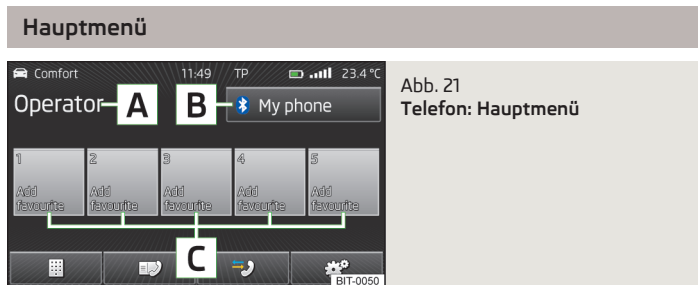 Hauptmenü
Comfort 11:49 TP 23.4 °C
Operator A B My phone
1 2 3 4 5
Add favourite Add favourite Add favourite Add favourite Add favourite
C
BIT-0050
Abb. 21
Telefon: Hauptmenü